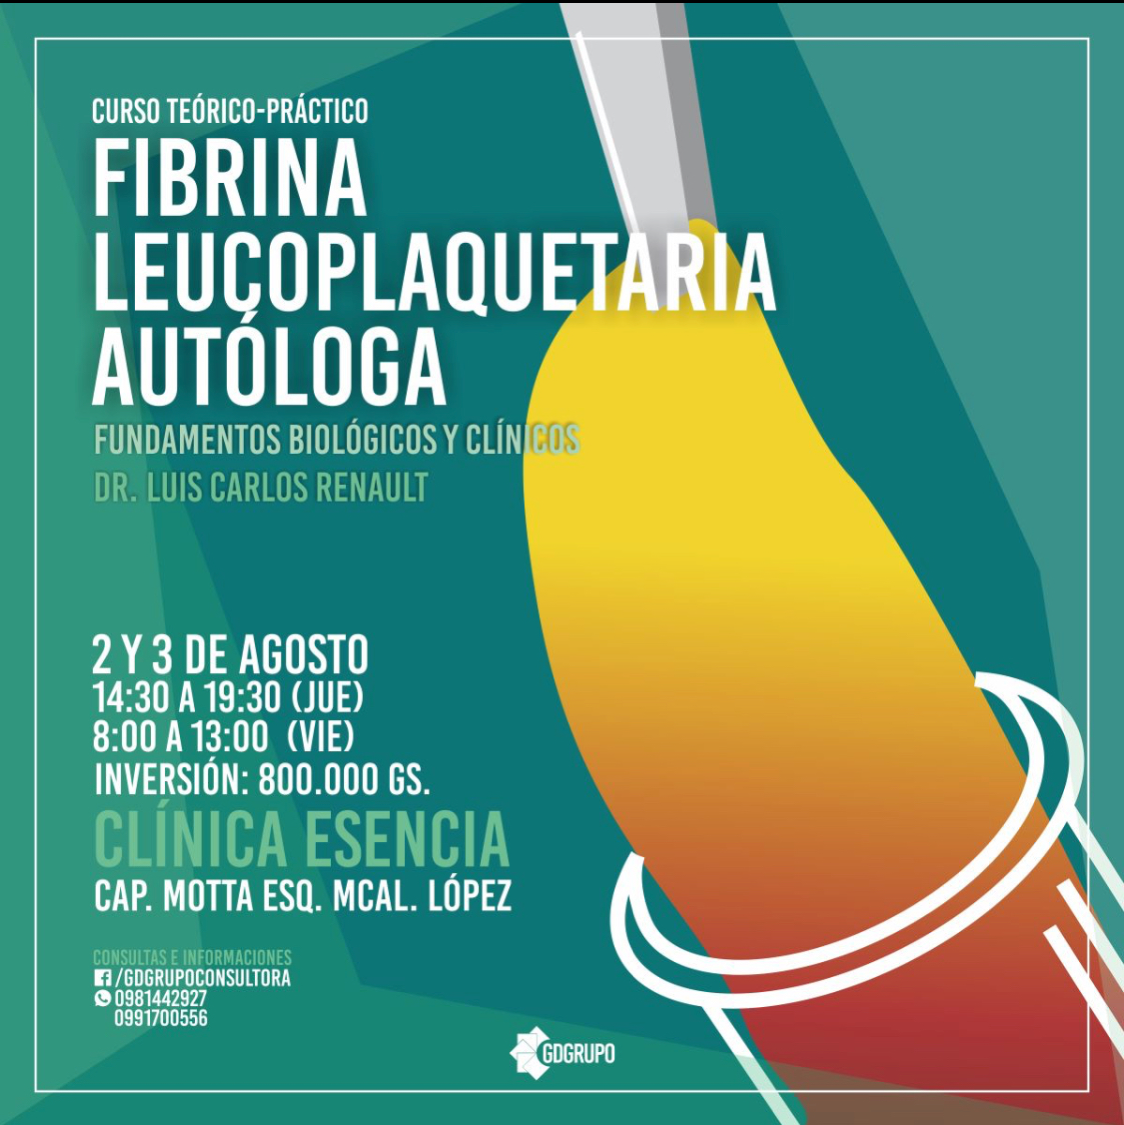 CURSO TEÓRICO-PRÁCTICO
FIBRINA
LEUCOPLAQUETARIA
AUTÓLOGA
FUNDAMENTOS BIOLÓGICOS Y CLÍNICOS
DR. LUIS CARLOS RENAULT
2 Y 3 DE AGOSTO
14:30 A 19:30 (JUE)
8:00 A 13:00 (VIE)
INVERSIÓN: 800.000 GS.
CLÍNICA ESENCIA
CAP. MOTTA ESQ. MCAL. LÓPEZ
CONSULTAS E INFORMACIONES
/GDGRUPOCONSULTORA
0981442927
0991700556
GDGRUPO